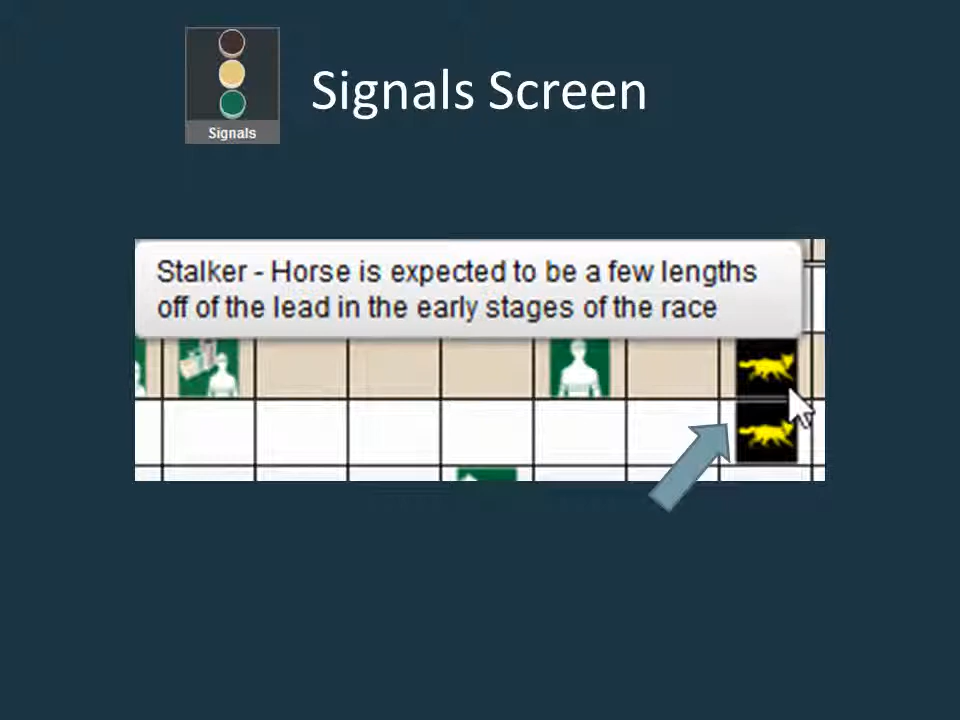 Signals Screen
Signals
Stalker - Horse is expected to be a few lengths
off of the lead in the early stages of the race